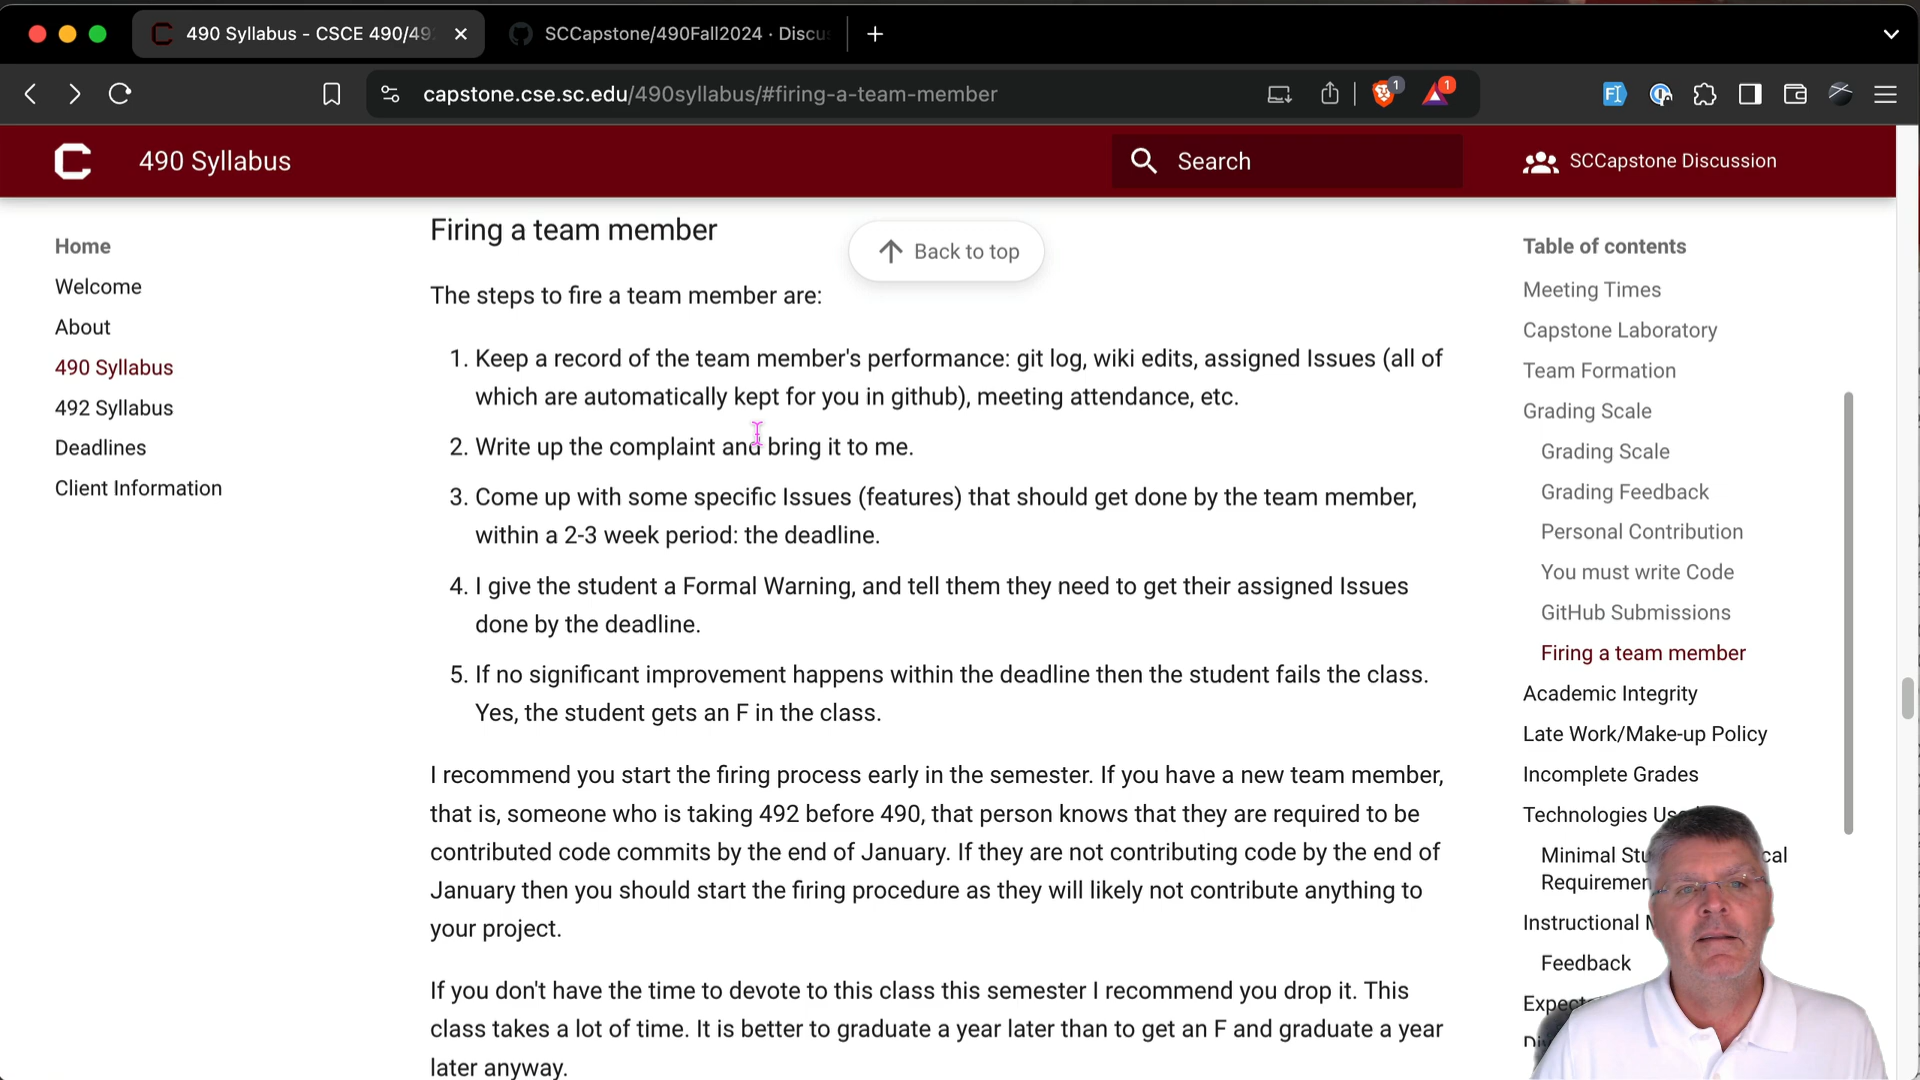 490 Syllabus - CSCE 490/49
SCCapstone/490Fall2024 · Discu
capstone.cse.sc.edu/490syllabus/#firing-a-team-member
1
1
490 Syllabus
Search
SCCapstone Discussion
Home
Welcome
About
490 Syllabus
492 Syllabus
Deadlines
Client Information
Firing a team member
Back to top
The steps to fire a team member are:
1. Keep a record of the team member's performance: git log, wiki edits, assigned Issues (all of
which are automatically kept for you in github), meeting attendance, etc.
2. Write up the complaint and bring it to me.
3. Come up with some specific Issues (features) that should get done by the team member,
within a 2-3 week period: the deadline.
4. I give the student a Formal Warning, and tell them they need to get their assigned Issues
done by the deadline.
5. If no significant improvement happens within the deadline then the student fails the class.
Yes, the student gets an F in the class.
I recommend you start the firing process early in the semester. If you have a new team member,
that is, someone who is taking 492 before 490, that person knows that they are required to be
contributed code commits by the end of January. If they are not contributing code by the end of
January then you should start the firing procedure as they will likely not contribute anything to
your project.
If you don't have the time to devote to this class this semester I recommend you drop it. This
class takes a lot of time. It is better to graduate a year later than to get an F and graduate a year
later anyway.
Table of contents
Meeting Times
Capstone Laboratory
Team Formation
Grading Scale
Grading Scale
Grading Feedback
Personal Contribution
You must write Code
GitHub Submissions
Firing a team member
Academic Integrity
Late Work/Make-up Policy
Incomplete Grades
Technologies
Minimal
Instructional
Feedback